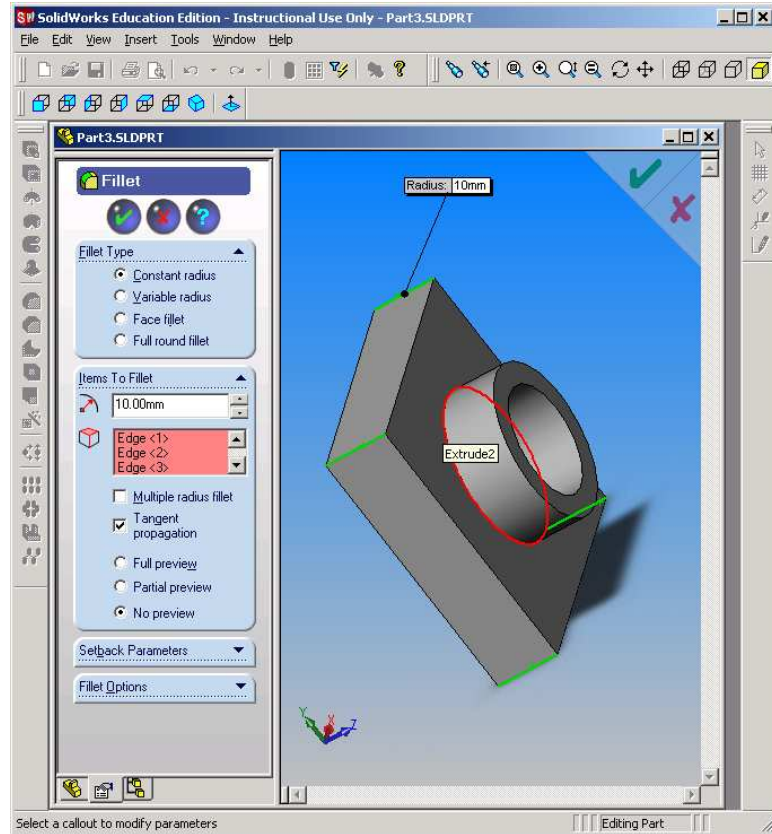 SW SolidWorks Education Edition - Instructional Use Only - Part3.SLDPRT
File Edit View Insert Tools Window Help
Part3.SLDPRT
Fillet
Fillet Type
Constant radius
Variable radius
Face fillet
Full round fillet
Items To Fillet
10.00mm
Edge <1>
Edge <2>
Edge <3>
Multiple radius fillet
Tangent
propagation
Full preview
Partial preview
No preview
Setback Parameters
Fillet Options
Radius: 10mm
Extrude2
Y X Z
Select a callout to modify parameters
Editing Part